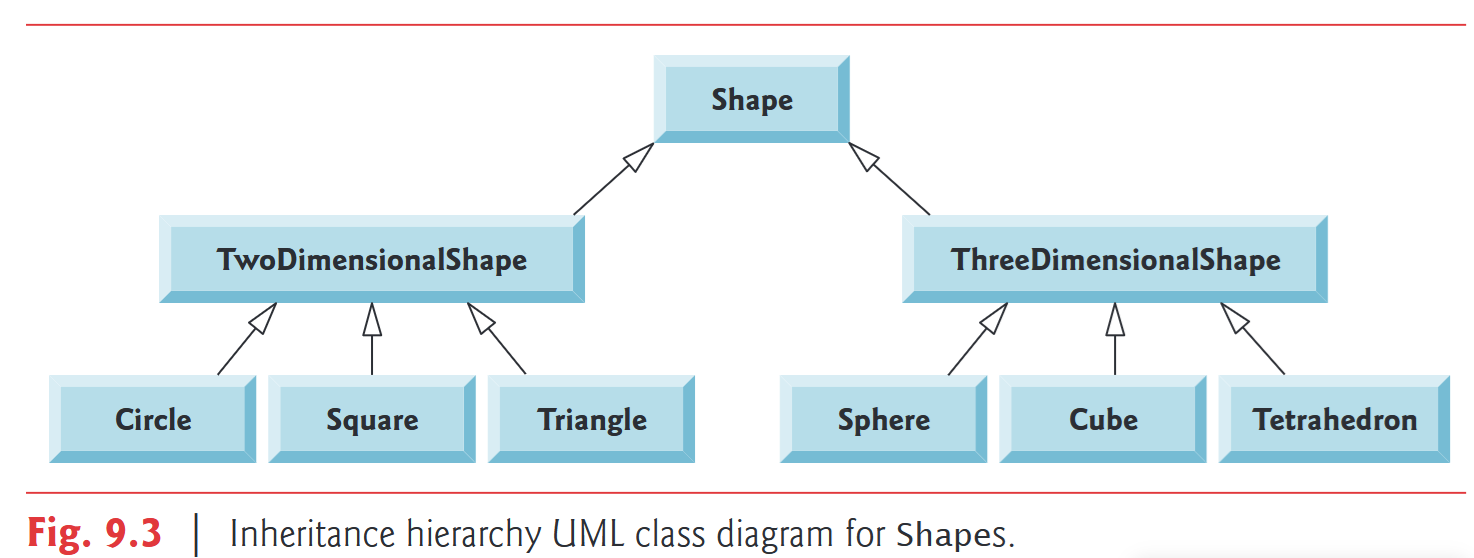 Shape
TwoDimensionalShape ThreeDimensionalShape
Circle Square Triangle Sphere Cube Tetrahedron
Fig. 9.3 | Inheritance hierarchy UML class diagram for Shapes.